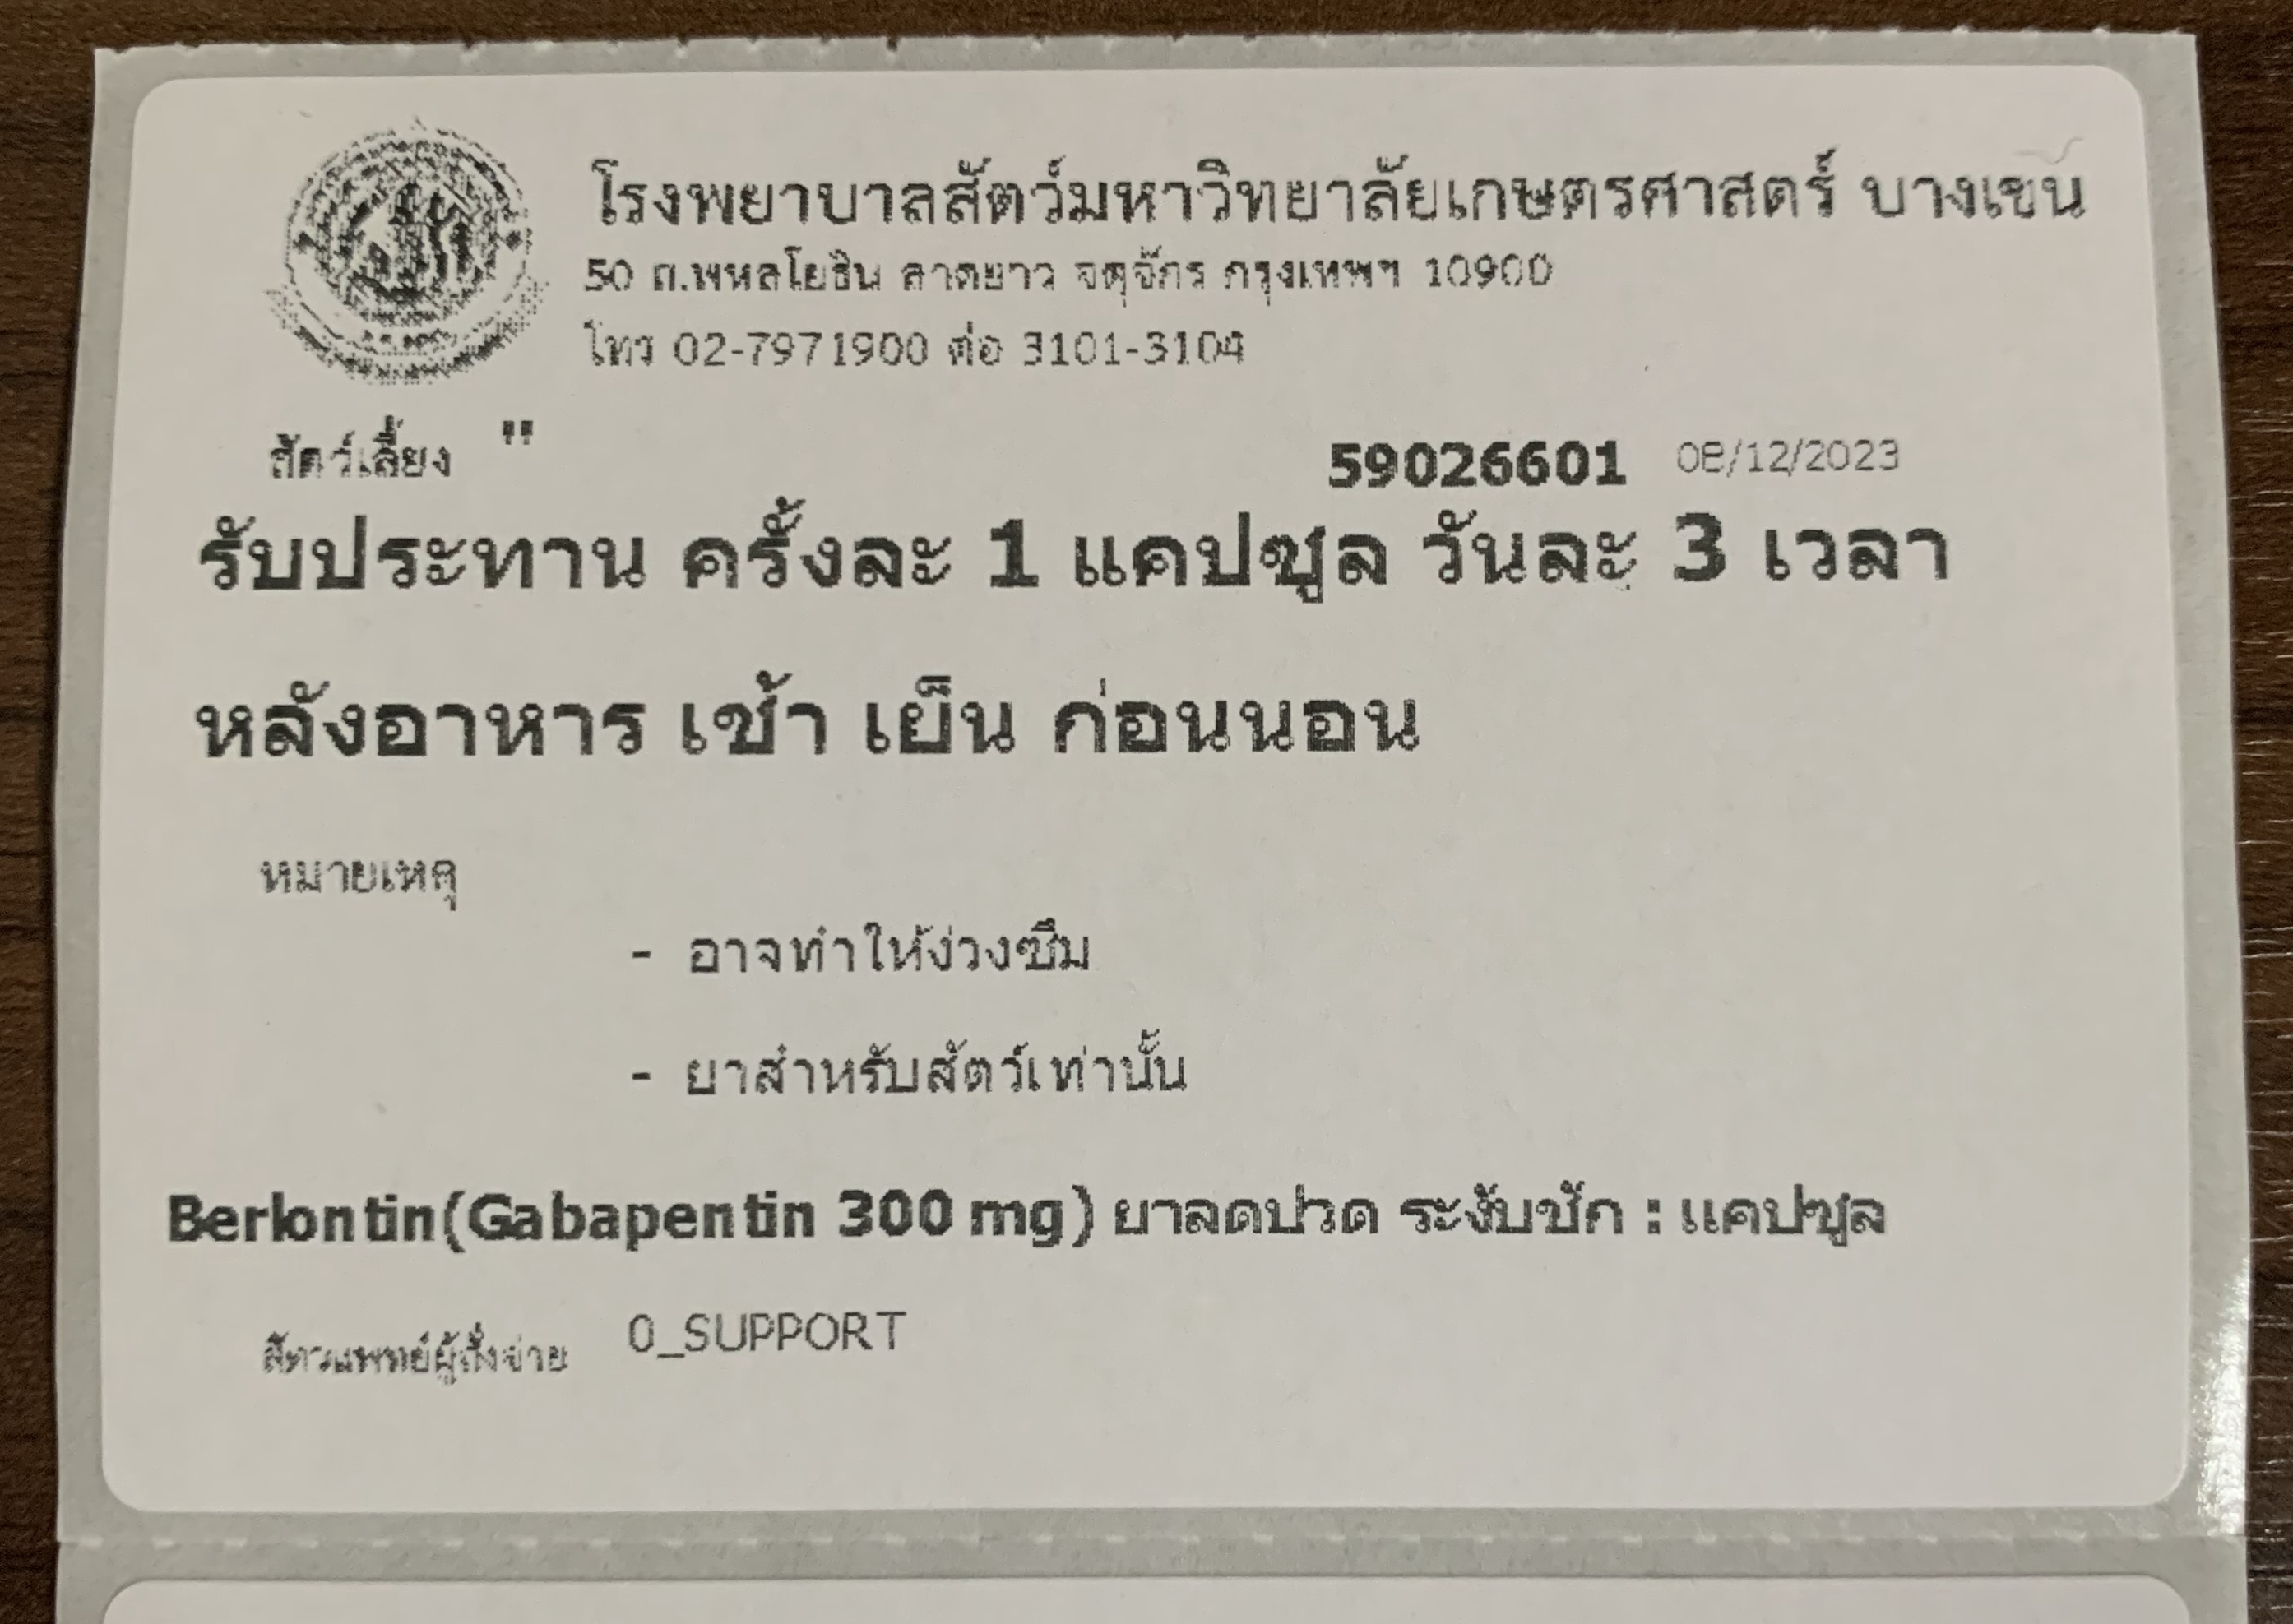 โรงพยาบาลสัตว์มหาวิทยาลัยเกษตรศาสตร์ บางเขน
50 ถ.พหลโยธิน ลาดยาว จตุจักร กรุงเทพฯ 10900
โทร 02-7971900 ต่อ 3101-3104
สัตว์เลี้ยง " 59026601 08/12/2023
รับประทาน ครั้งละ 1 แคปซูล วันละ 3 เวลา
หลังอาหาร เช้า เย็น ก่อนนอน
หมายเหตุ
- อาจทำให้ง่วงซึม
- ยาสำหรับสัตว์เท่านั้น
Berlontin(Gabapentin 300 mg) ยาลดปวด ระงับชัก : แคปซูล
สัตวแพทย์ผู้สั่งจ่าย 0_SUPPORT